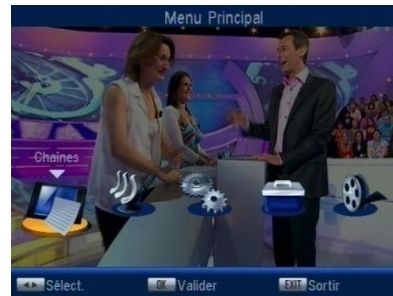 Menu Principal
Chaînes
Sélect.
OK Valider
EXIT Sortir